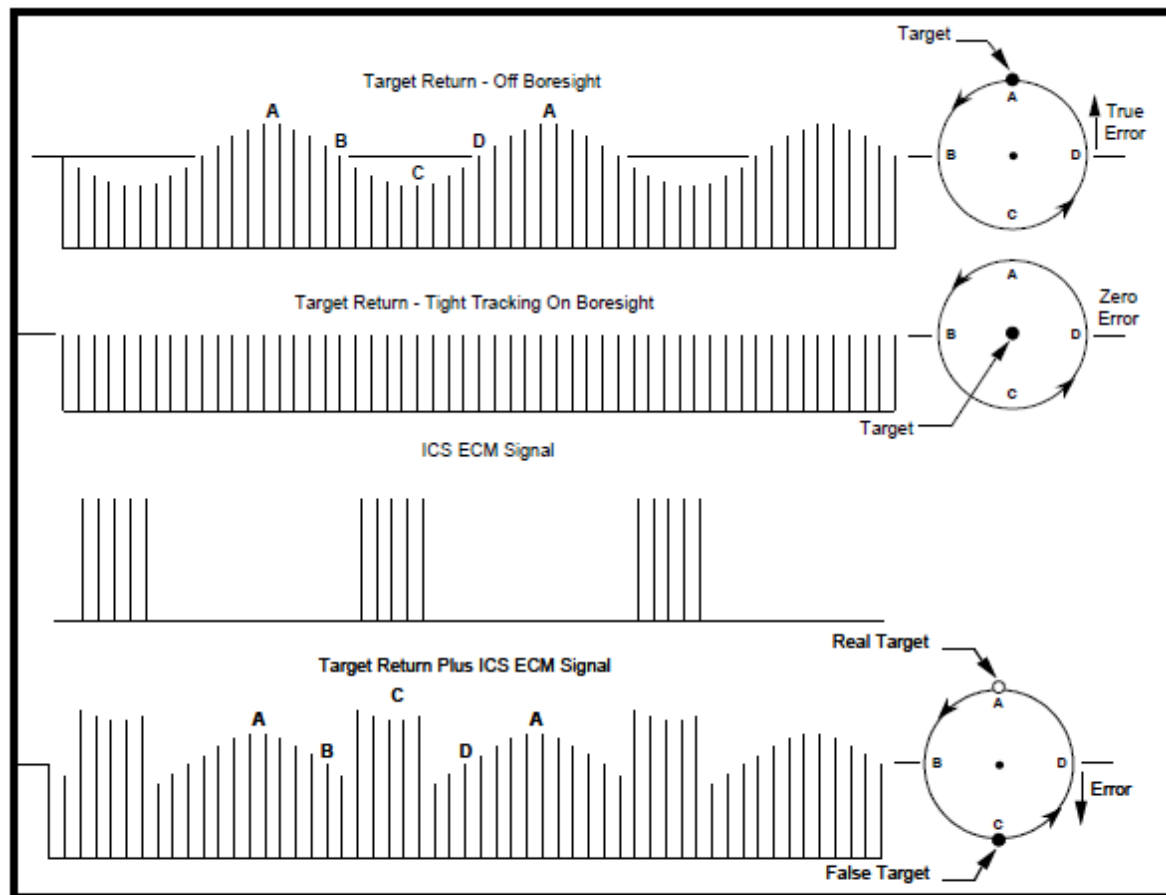 Target
Target Return - Off Boresight
A
A
B
D
C
A
B
D
C
True
Error
Target Return - Tight Tracking On Boresight
A
B
D
C
Zero
Error
Target
ICS ECM Signal
Real Target
Target Return Plus ICS ECM Signal
C
A
A
B
D
A
B
D
C
Error
False Target